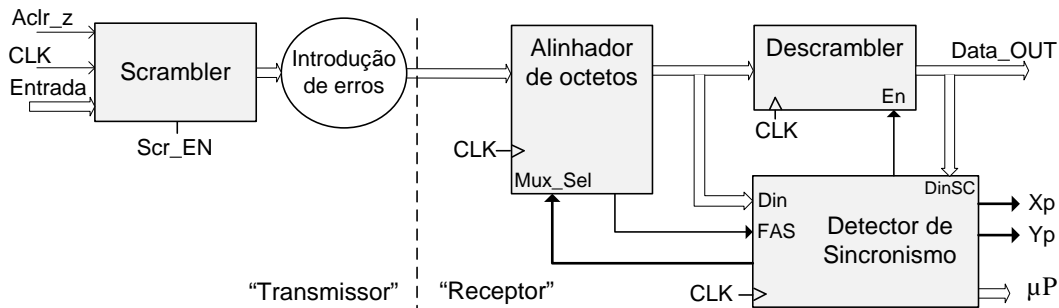 Aclr_z
CLK
Entrada
Scrambler
Scr_EN
Introdução
de erros
Alinhador
de octetos
CLK
Mux_Sel
Descrambler
En
CLK
Data_OUT
DinSC
Din
FAS
Detector de
Sincronismo
CLK
Xp
Yp
μP
“Transmissor”
“Receptor”